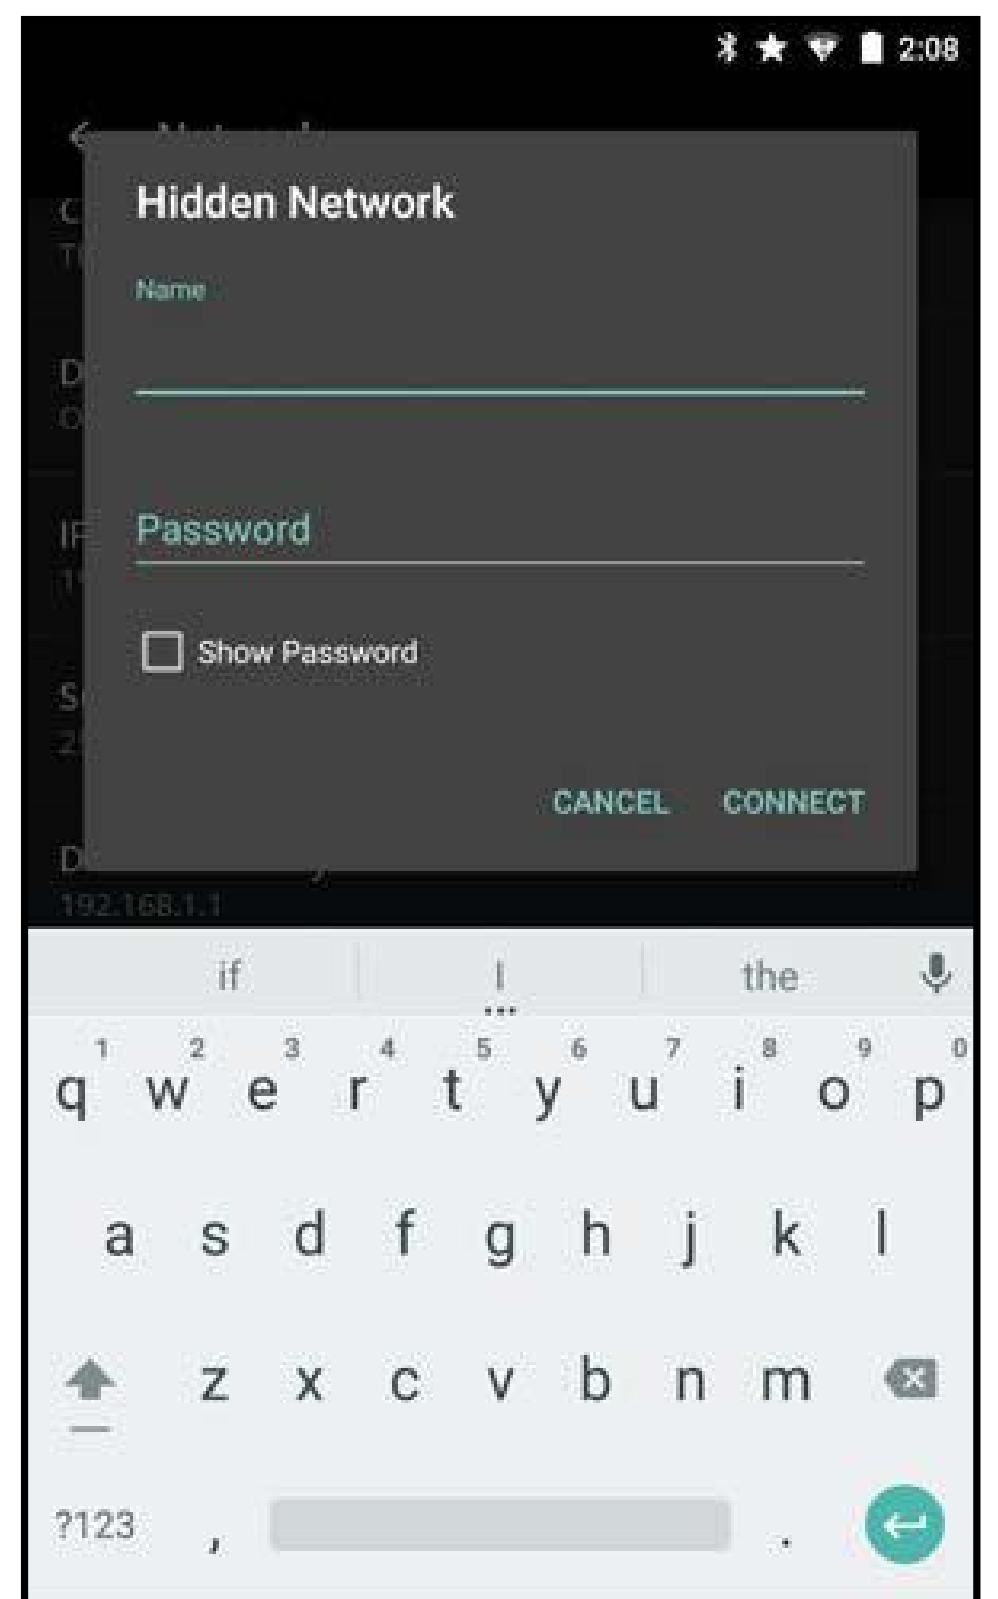 2:08
Hidden Network
Name
Password
Show Password
CANCEL CONNECT
192.168.1.1
if I the
1 2 3 4 5 6 7 8 9 0
q w e r t y u i o p
a s d f g h j k l
z x c v b n m
?123 , .